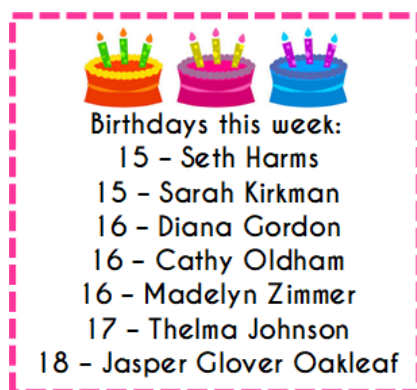 Birthdays this week:
15 – Seth Harms
15 – Sarah Kirkman
16 – Diana Gordon
16 – Cathy Oldham
16 – Madelyn Zimmer
17 – Thelma Johnson
18 – Jasper Glover Oakleaf